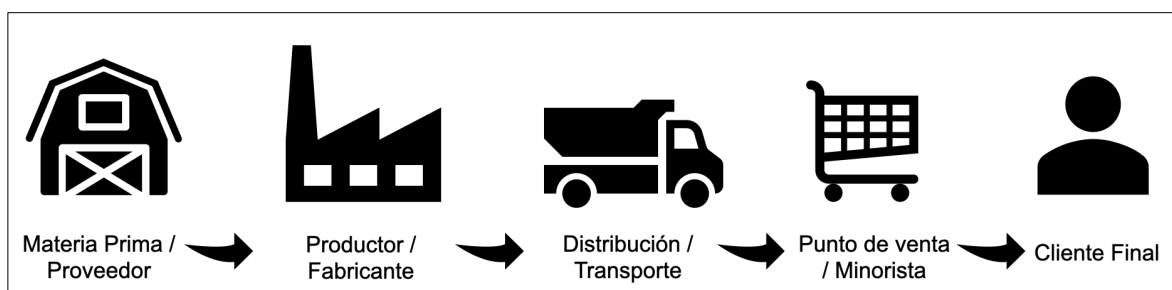 Materia Prima /
Proveedor
Productor /
Fabricante
Distribución /
Transporte
Punto de venta
/ Minorista
Cliente Final